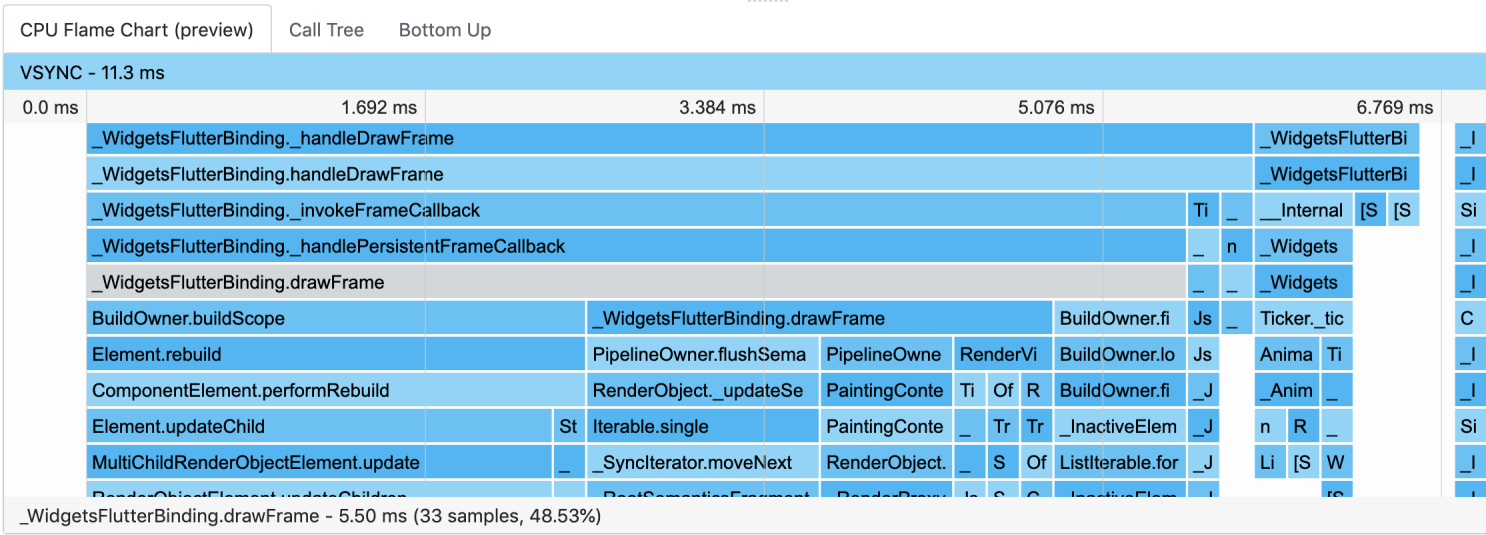 CPU Flame Chart (preview) Call Tree Bottom Up
VSYNC - 11.3 ms
0.0 ms 1.692 ms 3.384 ms 5.076 ms 6.769 ms
_WidgetsFlutterBinding._handleDrawFrame _WidgetsFlutterBi _I
_WidgetsFlutterBinding.handleDrawFrame _WidgetsFlutterBi _I
_WidgetsFlutterBinding._invokeFrameCallback Ti _ __Internal [S [S Si
_WidgetsFlutterBinding._handlePersistentFrameCallback _ n _Widgets _I
_WidgetsFlutterBinding.drawFrame _ _ _Widgets _I
BuildOwner.buildScope _WidgetsFlutterBinding.drawFrame BuildOwner.fi Js _ Ticker._tic C
Element.rebuild PipelineOwner.flushSema PipelineOwne RenderVi BuildOwner.lo Js Anima Ti _I
ComponentElement.performRebuild RenderObject._updateSe PaintingConte Ti Of R BuildOwner.fi _J _Anim _ _I
Element.updateChild St Iterable.single PaintingConte _ Tr Tr _InactiveElem _J n R _ Si
MultiChildRenderObjectElement.update _ _SyncIterator.moveNext RenderObject. _ S Of ListIterable.for _J Li [S W _I
RenderObjectElement.updateChildren _RootSemanticsFragment RenderProxy _InactiveElem
_WidgetsFlutterBinding.drawFrame - 5.50 ms (33 samples, 48.53%)